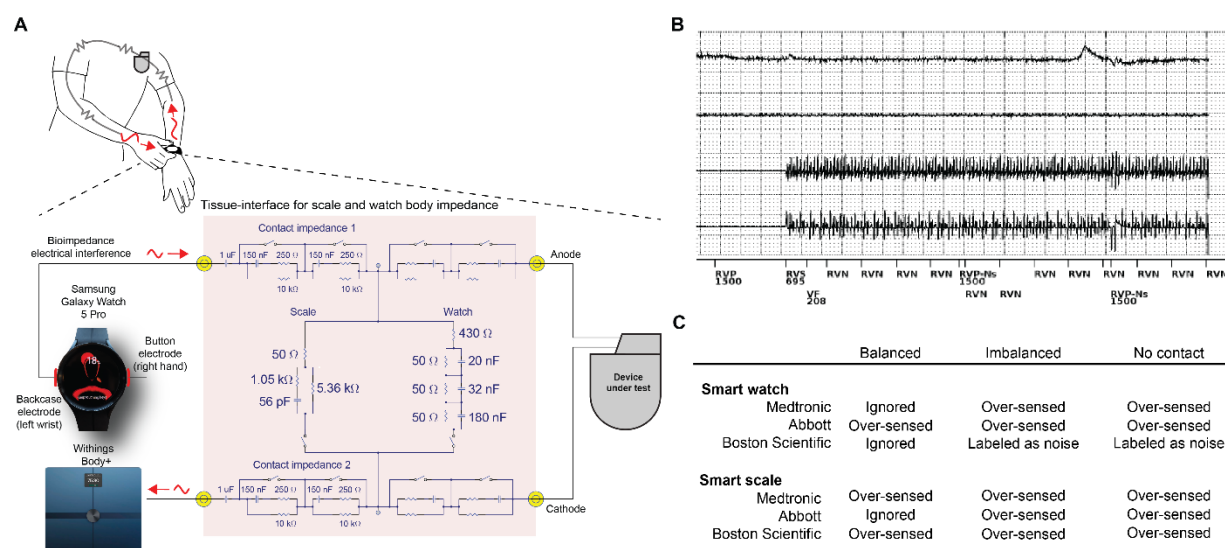 A
Tissue-interface for scale and watch body impedance
Bioimpedance
electrical interference
Contact impedance 1
1 uF 150 nF 250 Ω 150 nF 250 Ω
10 kΩ 10 kΩ
Anode
Samsung
Galaxy Watch
5 Pro
18
Button
electrode
(right hand)
Backcase
electrode
(left wrist)
Withings
Body+
Scale
50 Ω
1.05 kΩ
5.36 kΩ
56 pF
Watch
430 Ω
50 Ω 20 nF
50 Ω 32 nF
50 Ω 180 nF
Device
under test
Contact impedance 2
1 uF 150 nF 250 Ω 150 nF 250 Ω
10 kΩ 10 kΩ
Cathode
B
RVP RVS RVN RVN RVN RVN RVP-Ns RVN RVN RVN RVN
1500 695 1500
VF RVN RVN RVP-Ns
208 1500
C
Balanced Imbalanced No contact
Smart watch
Medtronic Ignored Over-sensed Over-sensed
Abbott Over-sensed Over-sensed Over-sensed
Boston Scientific Ignored Labeled as noise Labeled as noise
Smart scale
Medtronic Over-sensed Over-sensed Over-sensed
Abbott Ignored Over-sensed Over-sensed
Boston Scientific Over-sensed Over-sensed Over-sensed